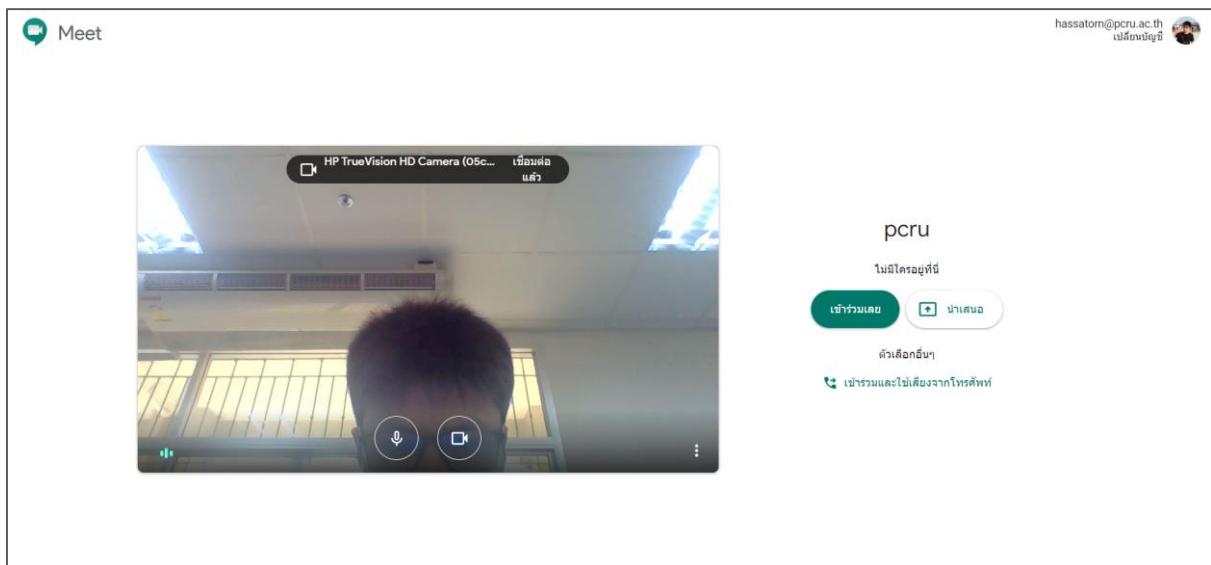 Meet
hassatorn@pcru.ac.th
เปลี่ยนบัญชี
HP TrueVision HD Camera (05c... เชื่อมต่อ
แล้ว
pcru
ไม่มีใครอยู่ที่นี่
เข้าร่วมเลย
นำเสนอ
ตัวเลือกอื่นๆ
เข้าร่วมและใช้เสียงจากโทรศัพท์